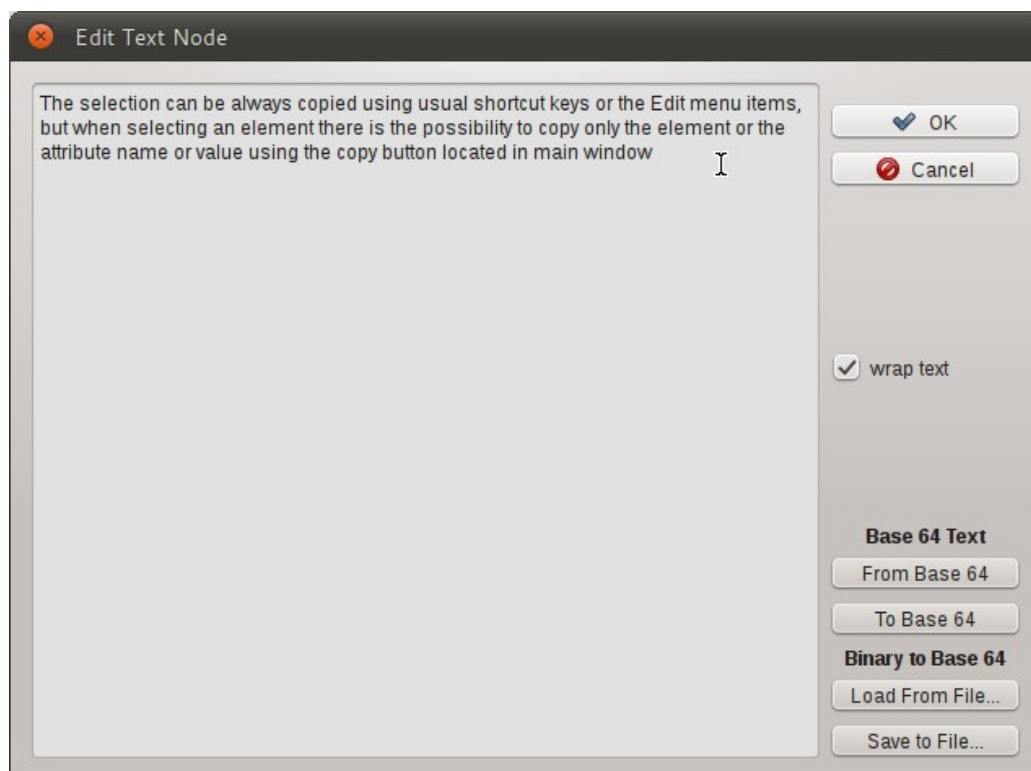 Edit Text Node
The selection can be always copied using usual shortcut keys or the Edit menu items,
but when selecting an element there is the possibility to copy only the element or the
attribute name or value using the copy button located in main window
OK
Cancel
wrap text
Base 64 Text
From Base 64
To Base 64
Binary to Base 64
Load From File...
Save to File...